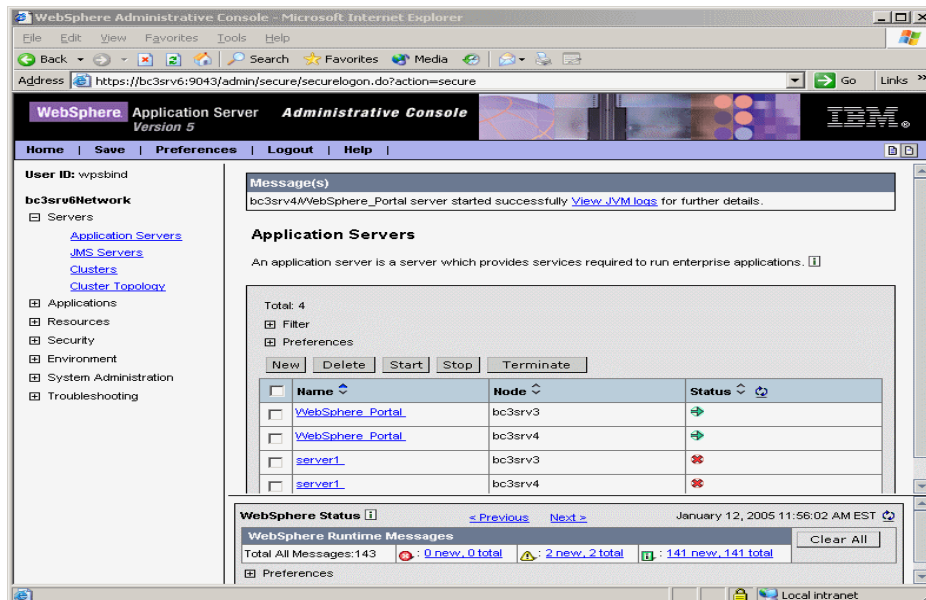 WebSphere Administrative Console - Microsoft Internet Explorer
File Edit View Favorites Tools Help
Back Search Favorites Media
Address https://bc3srv6:9043/admin/secure/securelogon.do?action=secure Go Links »
WebSphere Application Server Administrative Console
Version 5
IBM®
Home | Save | Preferences | Logout | Help |
User ID: wpsbind
bc3srv6Network
Servers
Application Servers
JMS Servers
Clusters
Cluster Topology
Applications
Resources
Security
Environment
System Administration
Troubleshooting
Message(s)
bc3srv4/WebSphere_Portal server started successfully View JVM logs for further details.
Application Servers
An application server is a server which provides services required to run enterprise applications. i
Total: 4
Filter
Preferences
New Delete Start Stop Terminate
Name Node Status
WebSphere_Portal bc3srv3
WebSphere_Portal bc3srv4
server1 bc3srv3
server1 bc3srv4
WebSphere Status i < Previous Next > January 12, 2005 11:56:02 AM EST
WebSphere Runtime Messages Clear All
Total All Messages:143 : 0 new, 0 total : 2 new, 2 total : 141 new, 141 total
Preferences
Local intranet